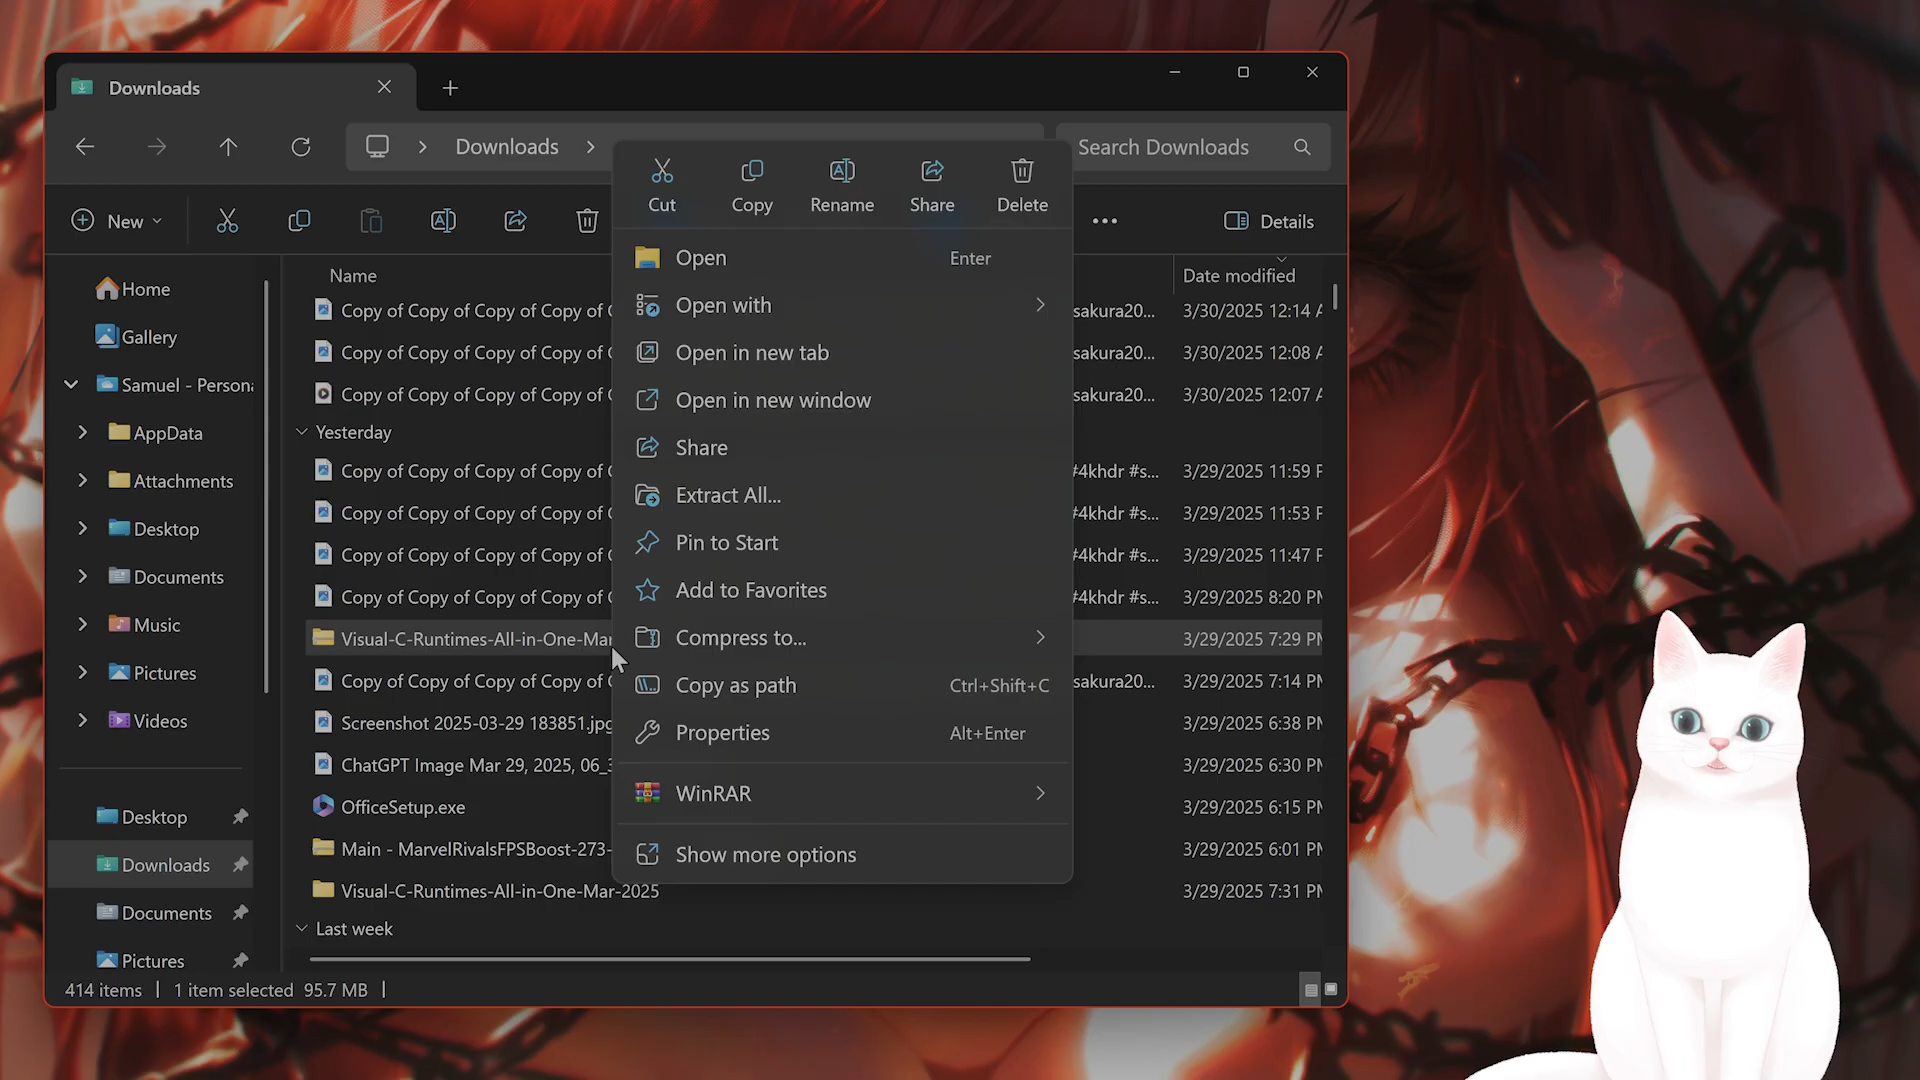 Downloads
Downloads
Search Downloads
New
Cut
Copy
Rename
Share
Delete
Details
Name
Date modified
Home
Gallery
Samuel - Persona
AppData
Attachments
Desktop
Documents
Music
Pictures
Videos
Desktop
Downloads
Documents
Pictures
Copy of Copy of Copy of Copy of C sakura20... 3/30/2025 12:14 A
Copy of Copy of Copy of Copy of C sakura20... 3/30/2025 12:08 A
Copy of Copy of Copy of Copy of C sakura20... 3/30/2025 12:07 A
Yesterday
Copy of Copy of Copy of Copy of C #4khdr #s... 3/29/2025 11:59 P
Copy of Copy of Copy of Copy of C #4khdr #s... 3/29/2025 11:53 P
Copy of Copy of Copy of Copy of C #4khdr #s... 3/29/2025 11:47 P
Copy of Copy of Copy of Copy of C #4khdr #s... 3/29/2025 8:20 PM
Visual-C-Runtimes-All-in-One-Mar 3/29/2025 7:29 PM
Copy of Copy of Copy of Copy of C sakura20... 3/29/2025 7:14 PM
Screenshot 2025-03-29 183851.jpg 3/29/2025 6:38 PM
ChatGPT Image Mar 29, 2025, 06_3 3/29/2025 6:30 PM
OfficeSetup.exe 3/29/2025 6:15 PM
Main - MarvelRivalsFPSBoost-273- 3/29/2025 6:01 PM
Visual-C-Runtimes-All-in-One-Mar-2025 3/29/2025 7:31 PM
Last week
Open Enter
Open with
Open in new tab
Open in new window
Share
Extract All...
Pin to Start
Add to Favorites
Compress to...
Copy as path Ctrl+Shift+C
Properties Alt+Enter
WinRAR
Show more options
414 items | 1 item selected 95.7 MB |